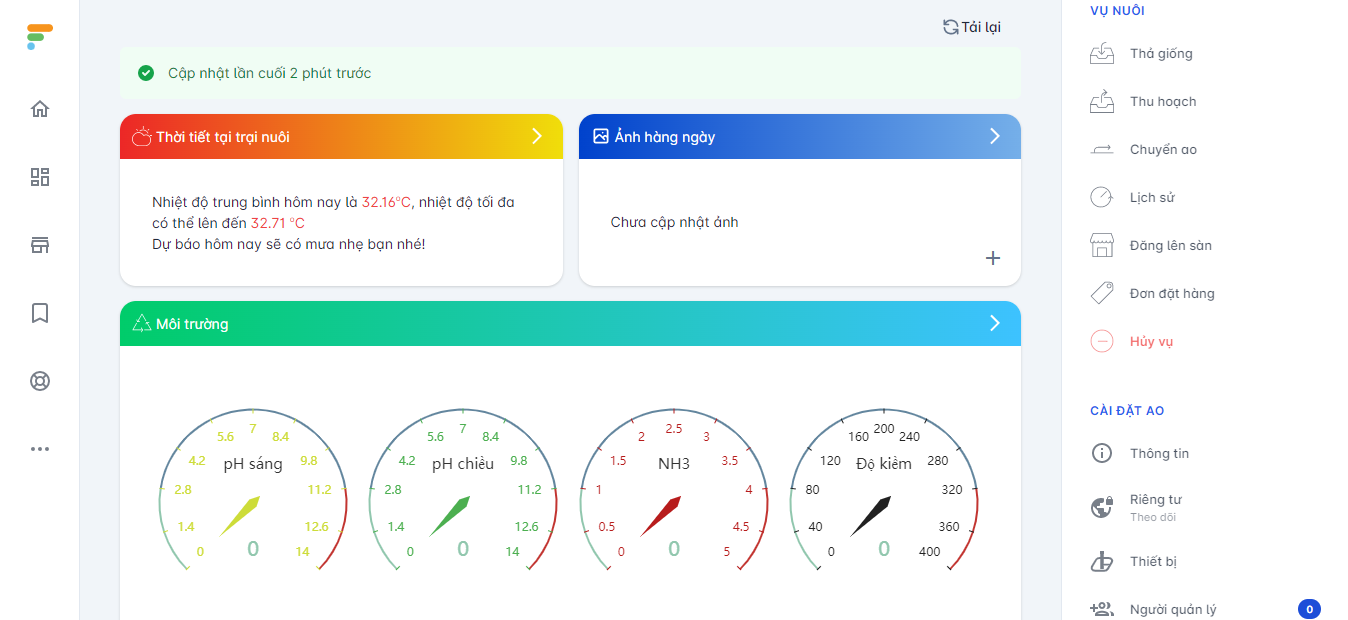 Tải lại
Cập nhật lần cuối 2 phút trước
Thời tiết tại trại nuôi
Nhiệt độ trung bình hôm nay là 32.16°C, nhiệt độ tối đa
có thể lên đến 32.71 °C
Dự báo hôm nay sẽ có mưa nhẹ bạn nhé!
Ảnh hàng ngày
Chưa cập nhật ảnh
Môi trường
pH sáng
0
1.4
2.8
4.2
5.6
7
8.4
9.8
11.2
12.6
14
0
pH chiều
0
1.4
2.8
4.2
5.6
7
8.4
9.8
11.2
12.6
14
0
NH3
0
0.5
1
1.5
2
2.5
3
3.5
4
4.5
5
0
Độ kiềm
0
40
80
120
160
200
240
280
320
360
400
0
VỤ NUÔI
Thả giống
Thu hoạch
Chuyển ao
Lịch sử
Đăng lên sàn
Đơn đặt hàng
Hủy vụ
CÀI ĐẶT AO
Thông tin
Riêng tư
Theo dõi
Thiết bị
Người quản lý
0